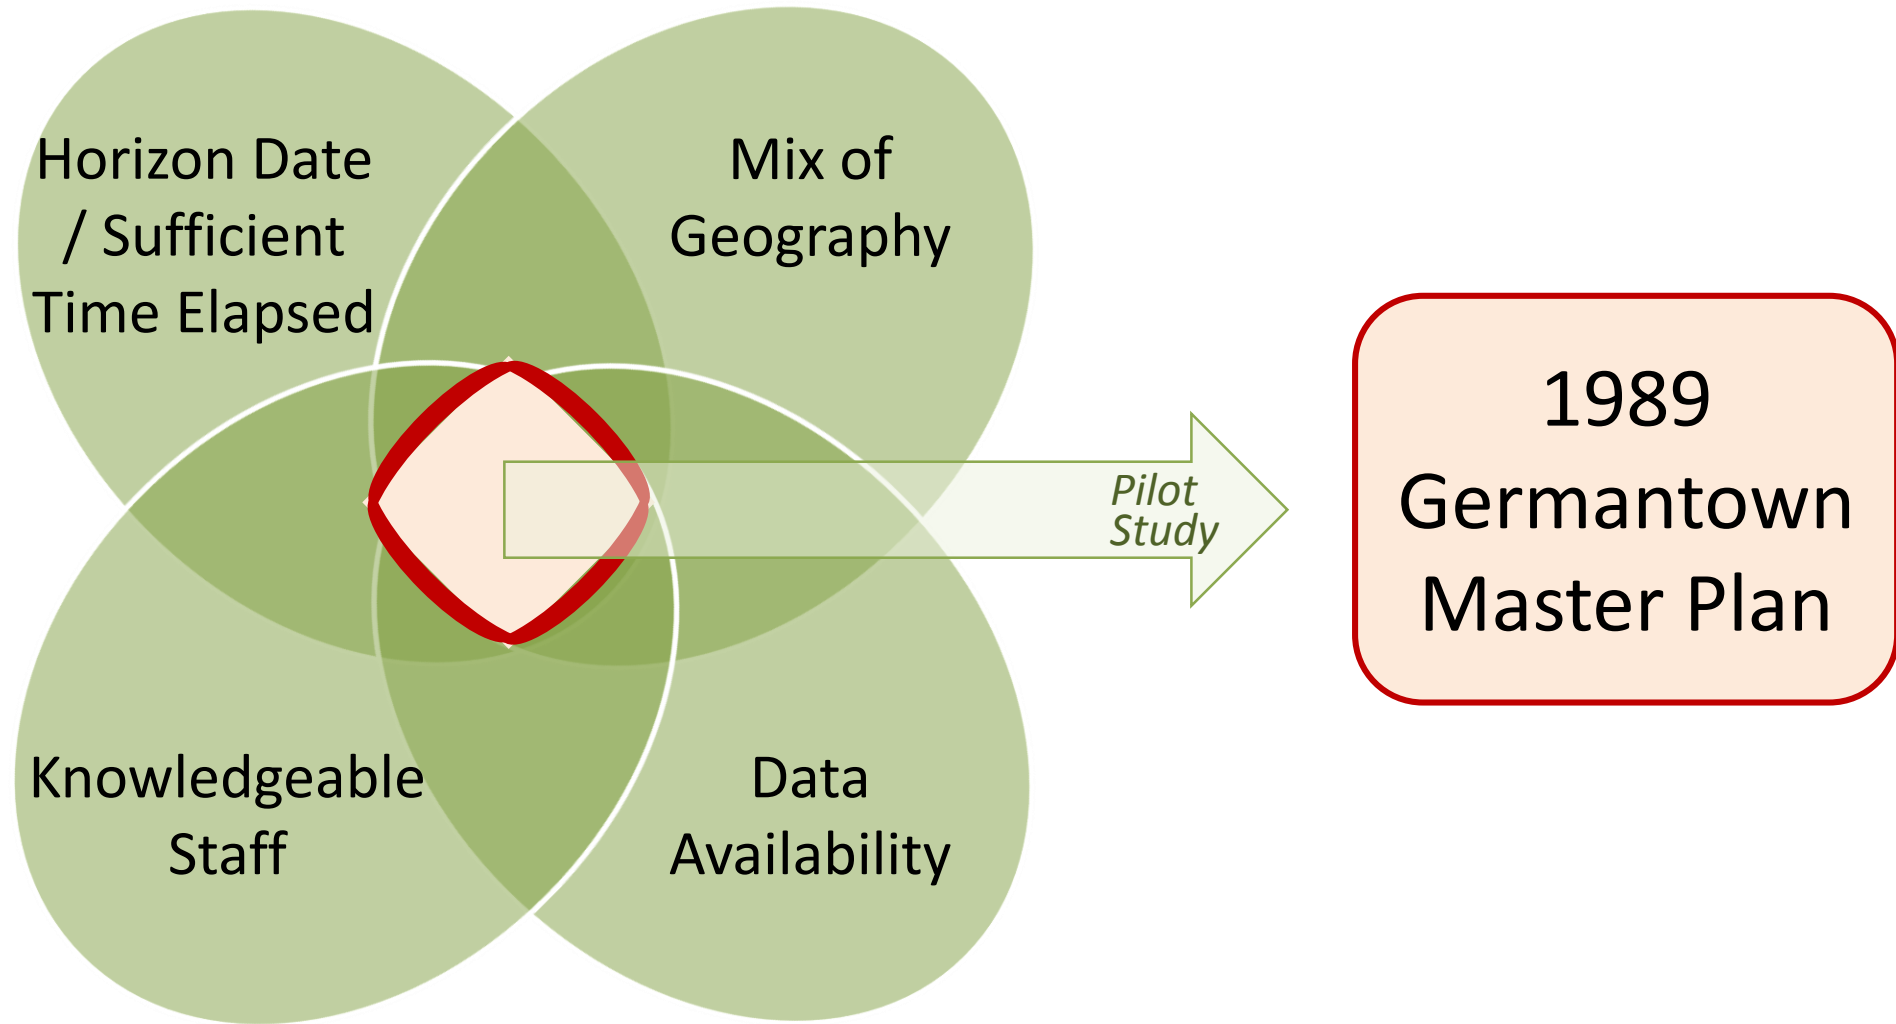 Horizon Date
/ Sufficient
Time Elapsed
Mix of
Geography
Pilot
Study
1989
Germantown
Master Plan
Knowledgeable
Staff
Data
Availability